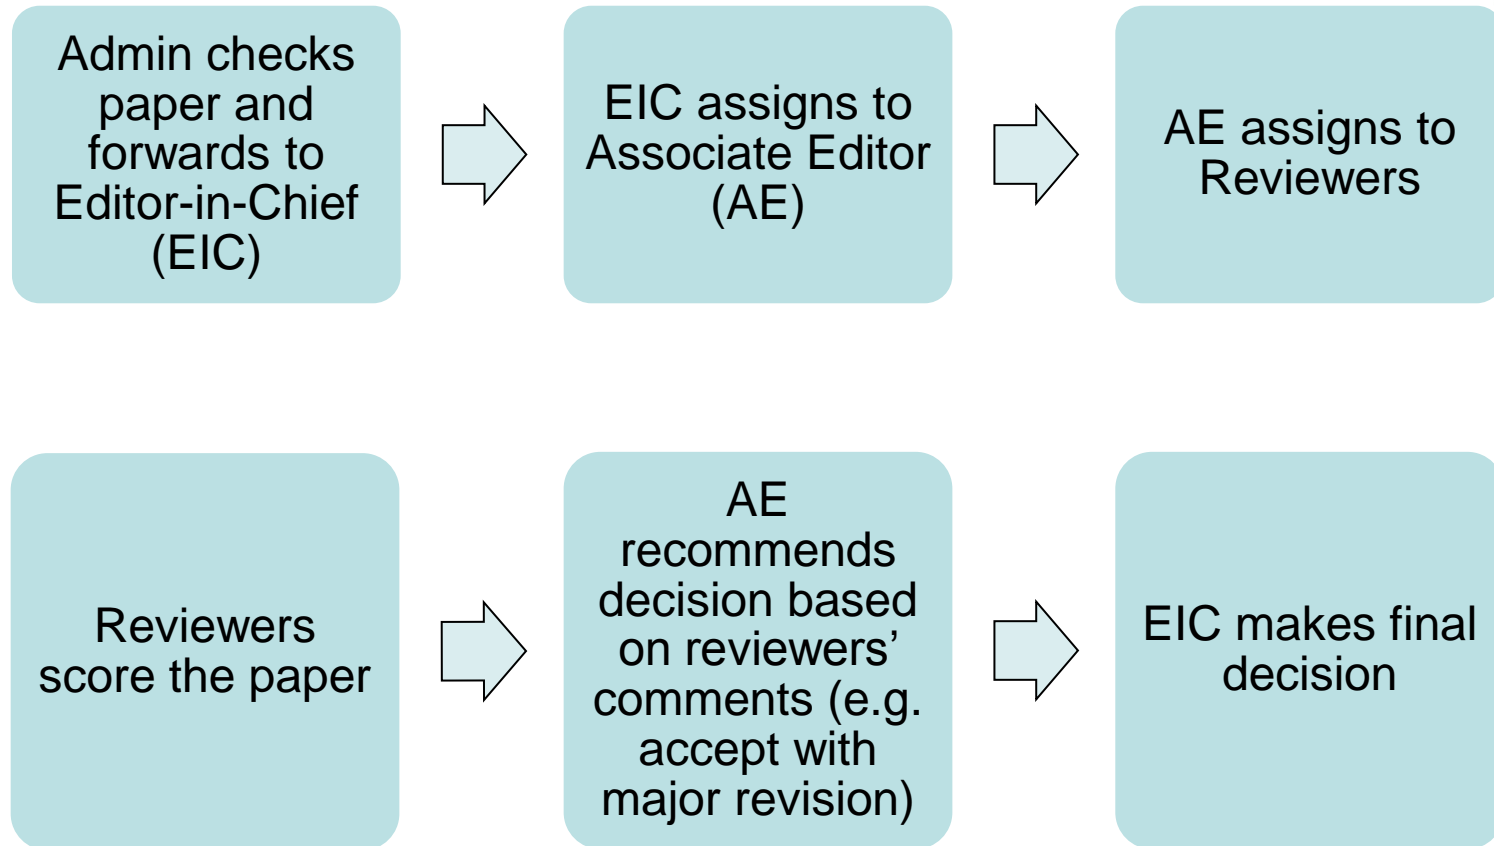 Admin checks
paper and
forwards to
Editor-in-Chief
(EIC)
EIC assigns to
Associate Editor
(AE)
AE assigns to
Reviewers
Reviewers
score the paper
AE
recommends
decision based
on reviewers’
comments (e.g.
accept with
major revision)
EIC makes final
decision